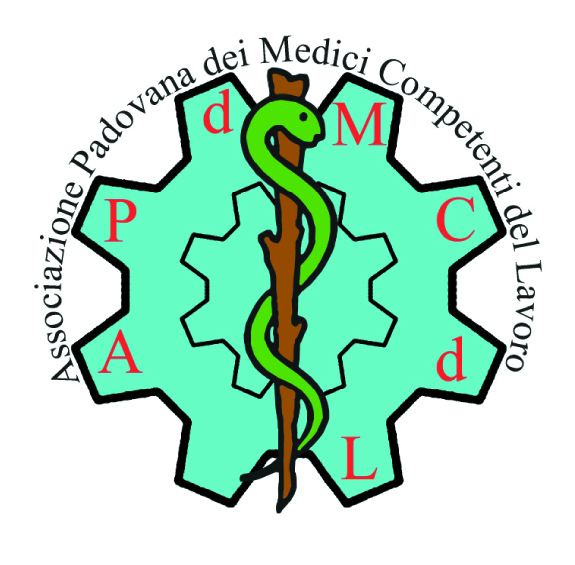 Associazione Padovana dei Medici Competenti del Lavoro
A P d M C d L